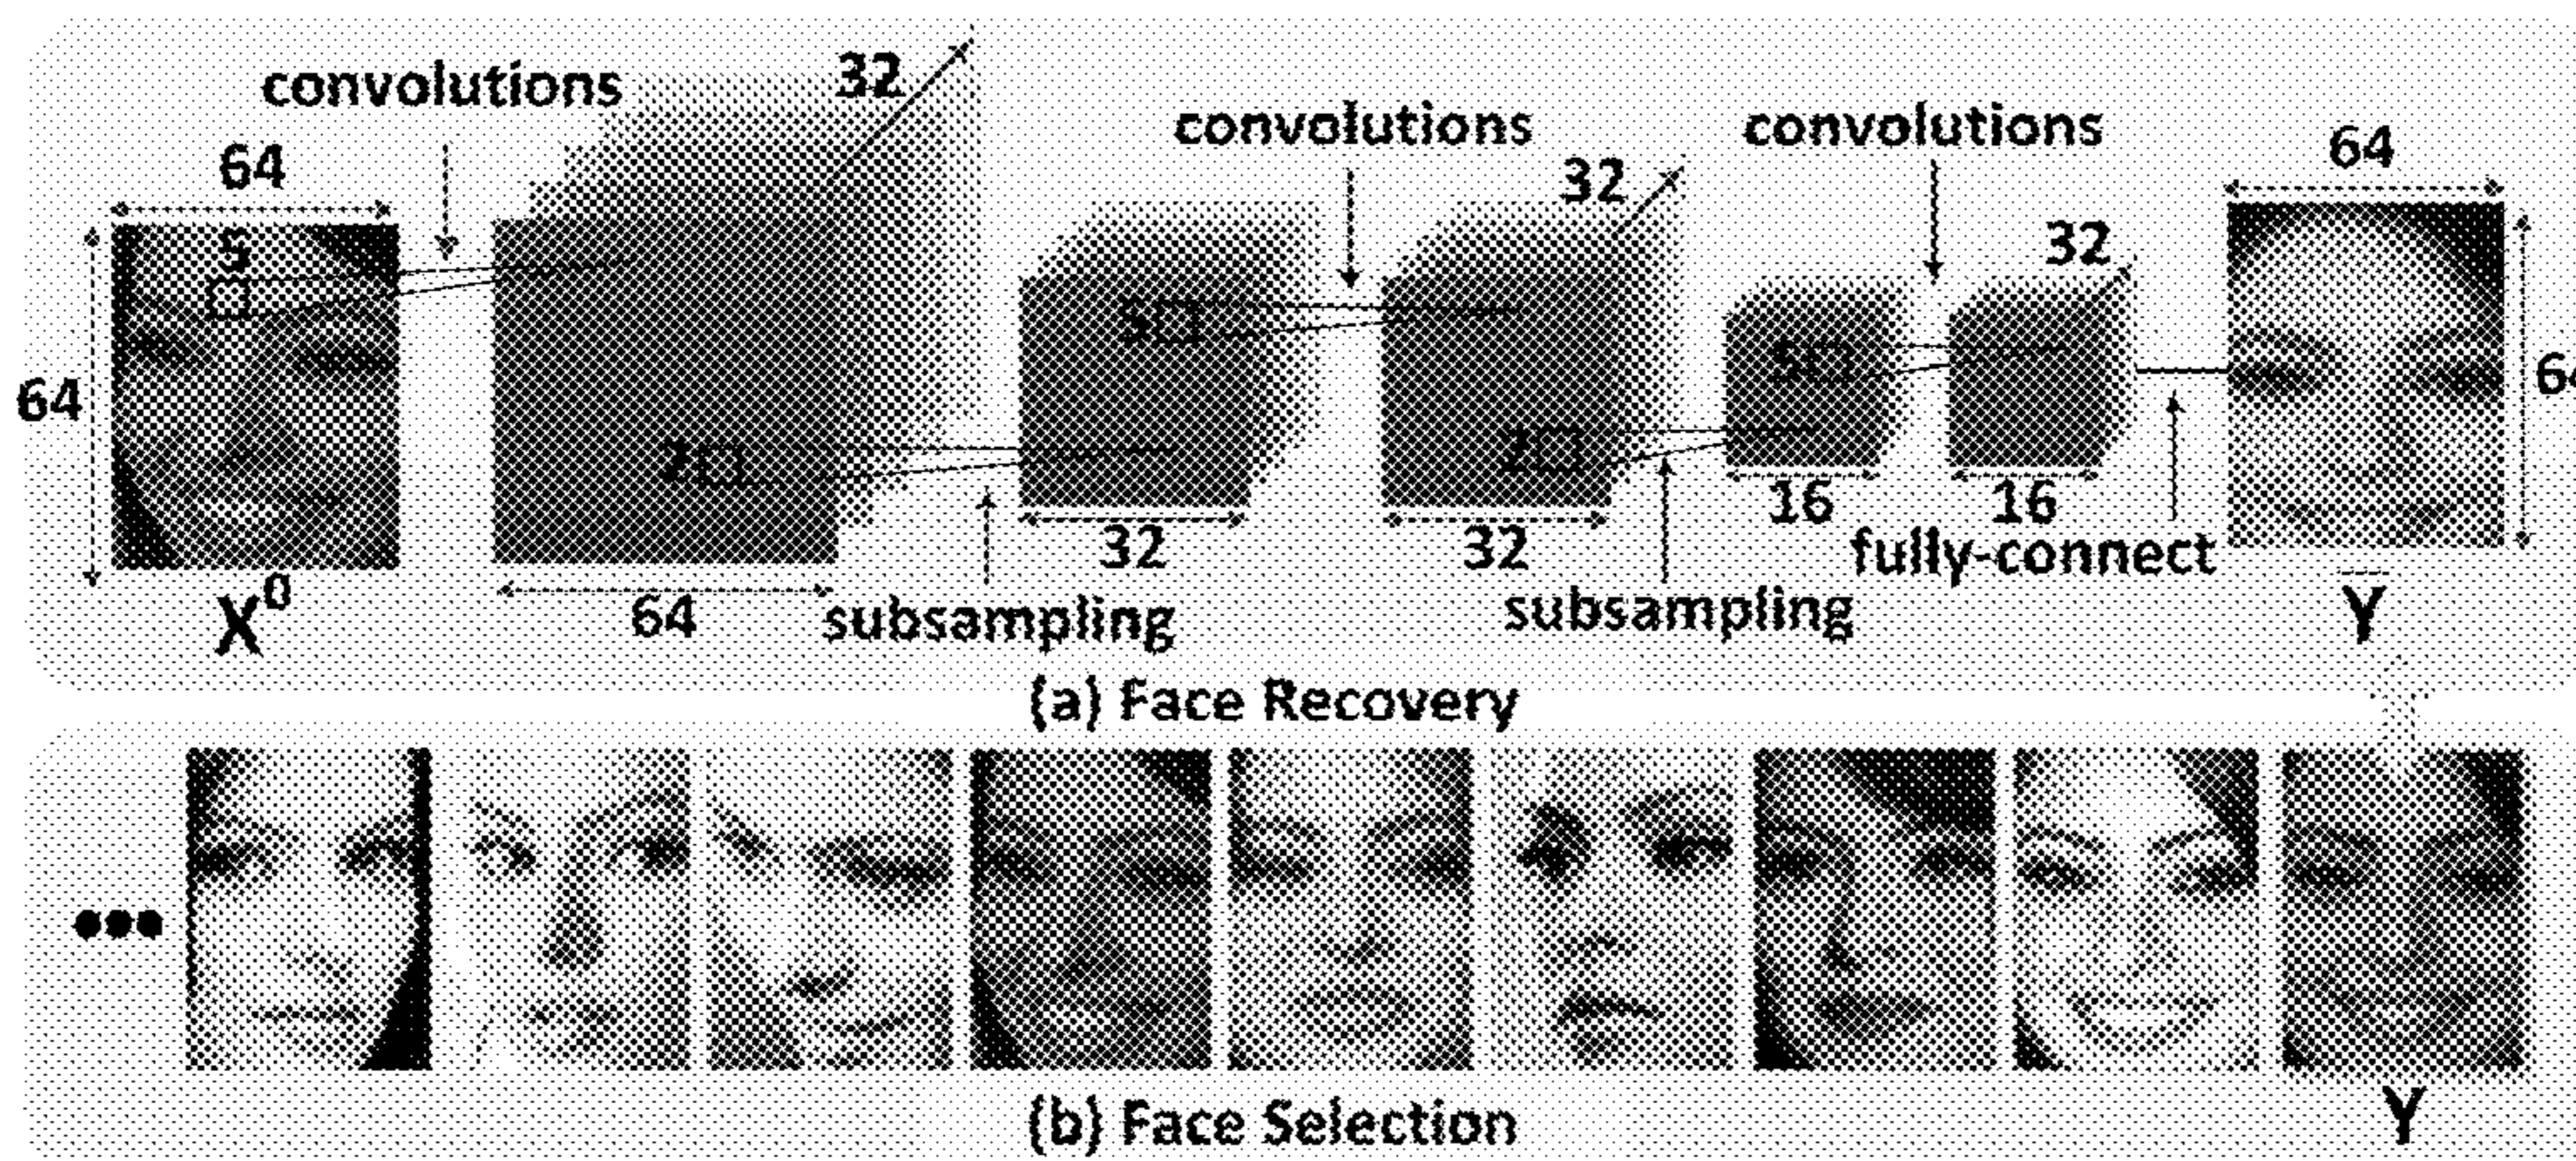 convolutions
32
convolutions
convolutions
64
64
32
32
5
5
5
64
64
2
2
16
16
32
32
fully-connect
X⁰
64
subsampling
subsampling
Y̅
(a) Face Recovery
•••
(b) Face Selection
Y